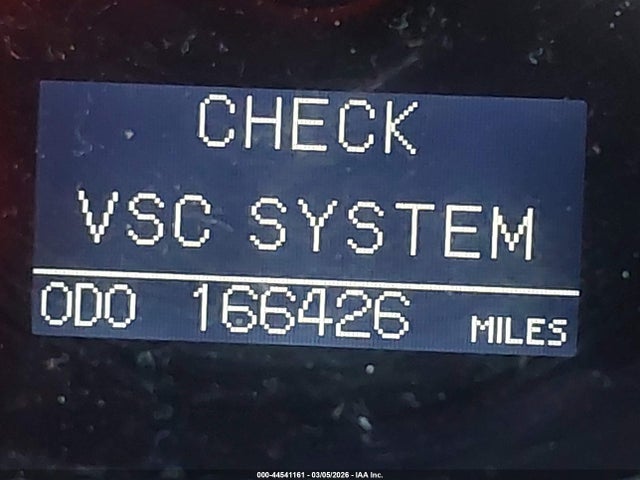 CHECK
VSC SYSTEM
ODO 166426 MILES
000-44541161 - 03/05/2026 - IAA Inc.